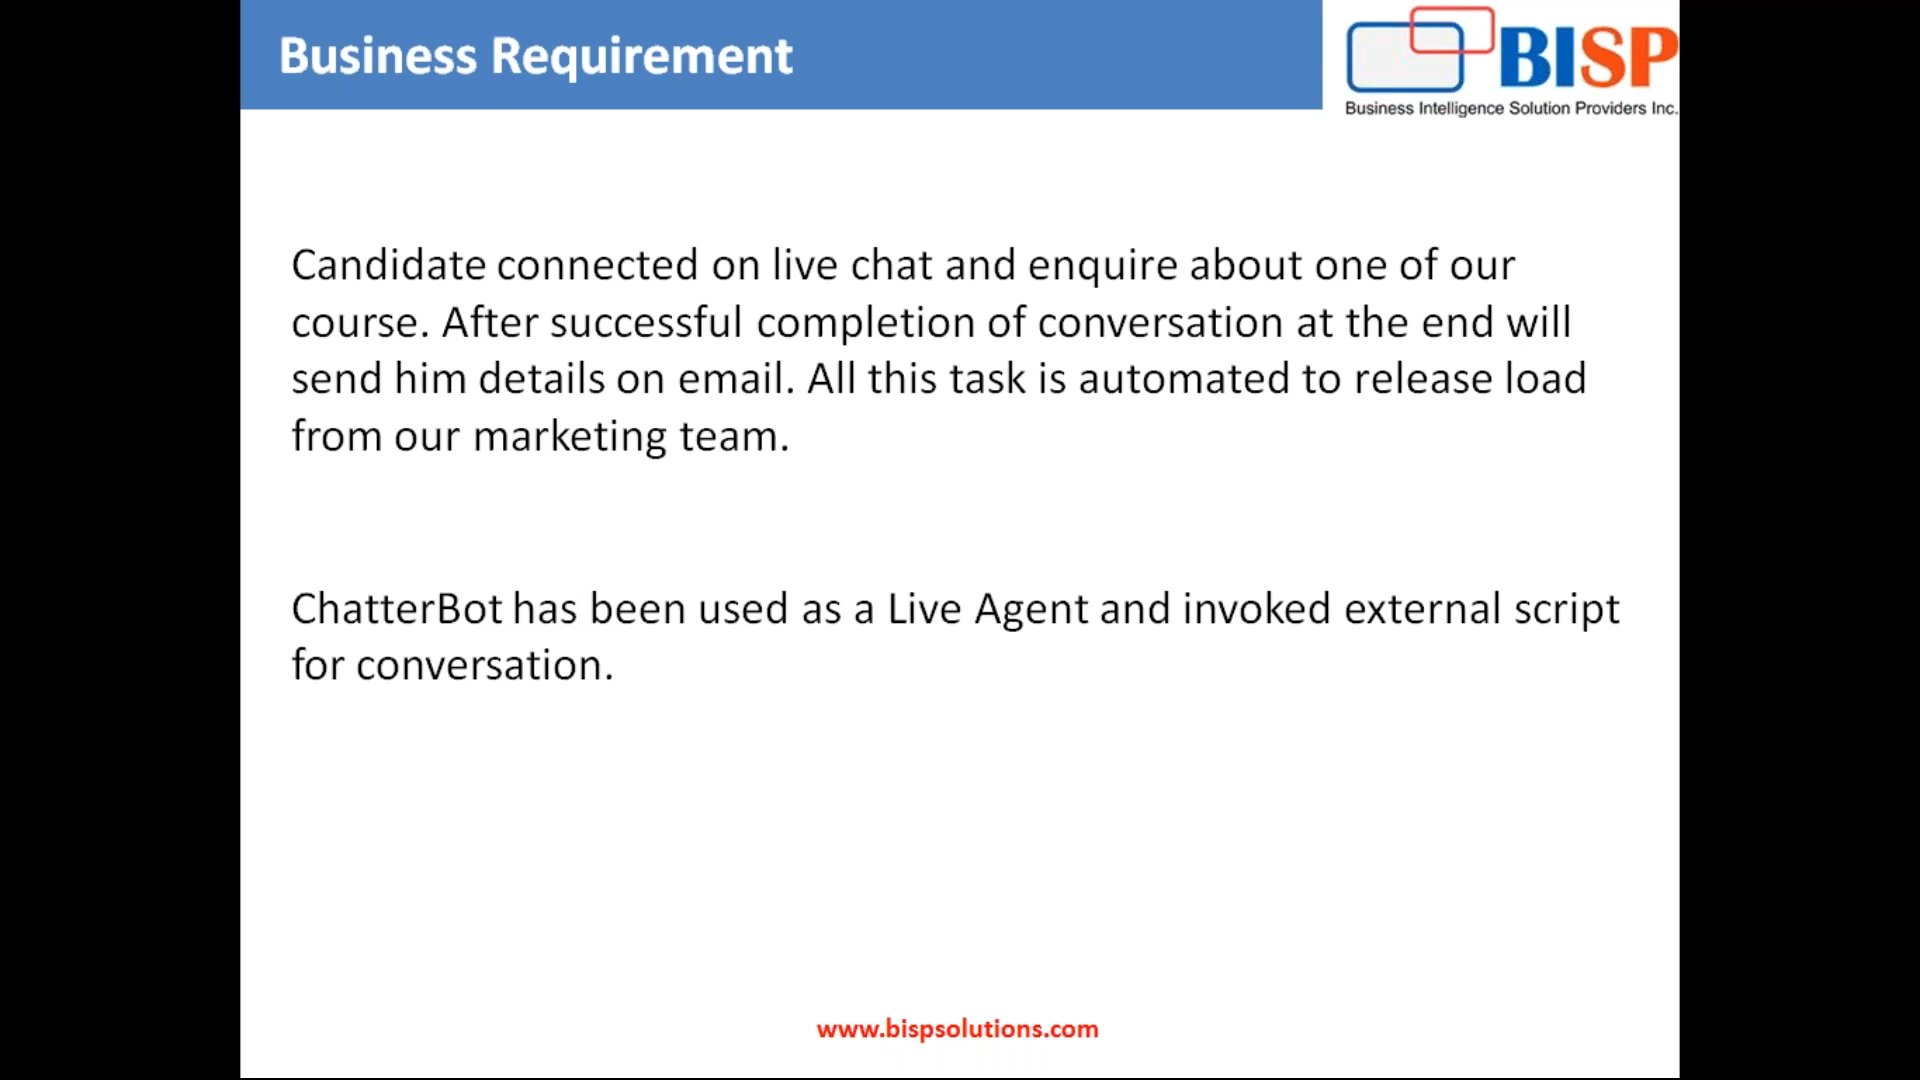 Business Requirement
BISP
Business Intelligence Solution Providers Inc.
Candidate connected on live chat and enquire about one of our
course. After successful completion of conversation at the end will
send him details on email. All this task is automated to release load
from our marketing team.
ChatterBot has been used as a Live Agent and invoked external script
for conversation.
www.bispsolutions.com